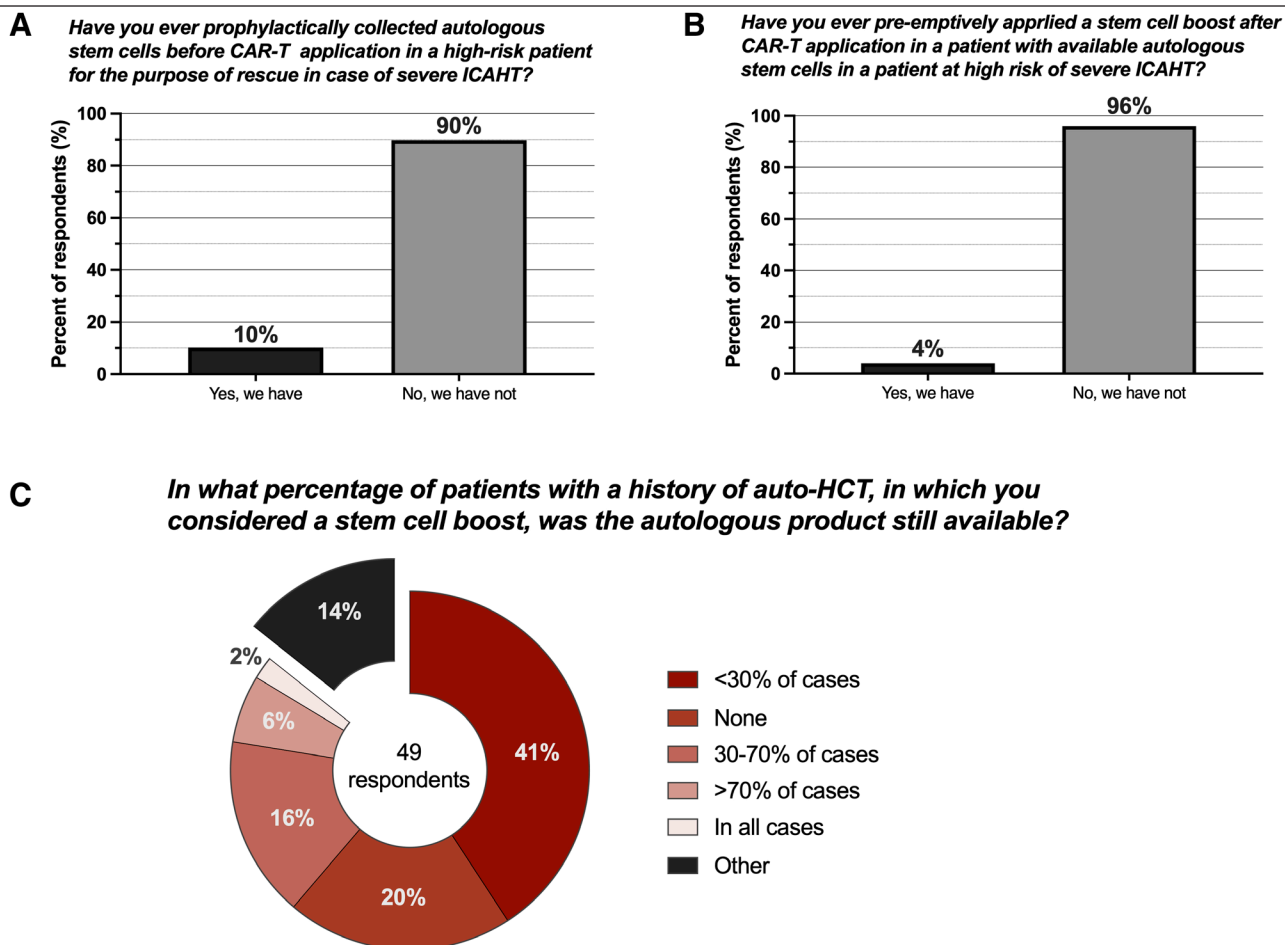 A
Have you ever prophylactically collected autologous
stem cells before CAR-T application in a high-risk patient
for the purpose of rescue in case of severe ICAHT?
Percent of respondents (%)
100
80
60
40
20
0
10%
90%
Yes, we have
No, we have not
B
Have you ever pre-emptively apprlied a stem cell boost after
CAR-T application in a patient with available autologous
stem cells in a patient at high risk of severe ICAHT?
Percent of respondents (%)
100
80
60
40
20
0
4%
96%
Yes, we have
No, we have not
C
In what percentage of patients with a history of auto-HCT, in which you
considered a stem cell boost, was the autologous product still available?
14%
2%
6%
16%
20%
41%
49
respondents
<30% of cases
None
30-70% of cases
>70% of cases
In all cases
Other